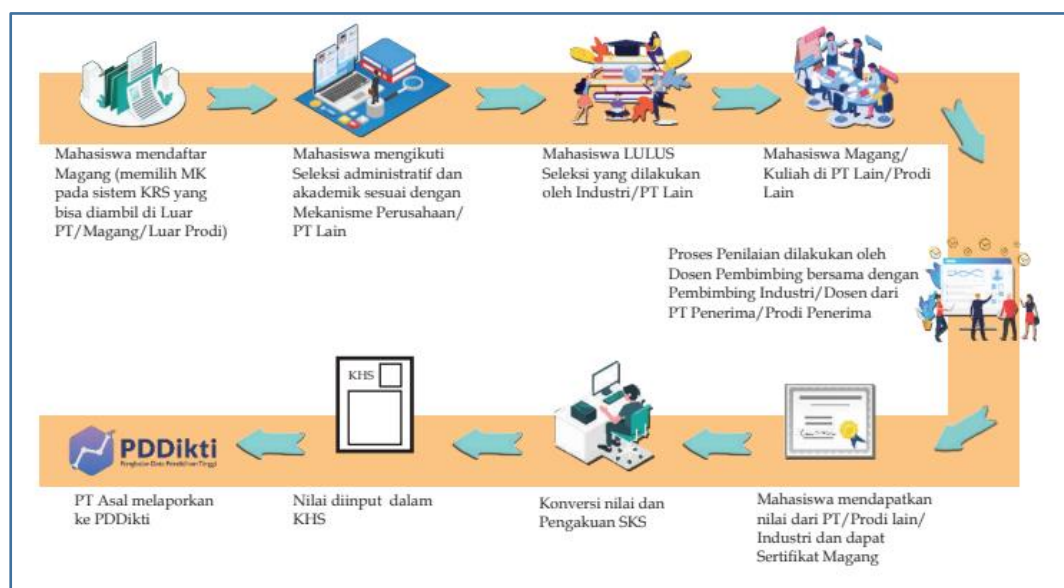 Mahasiswa mendaftar
Magang (memilih MK
pada sistem KRS yang
bisa diambil di Luar
PT/Magang/Luar Prodi)
Mahasiswa mengikuti
Seleksi administratif dan
akademik sesuai dengan
Mekanisme Perusahaan/
PT Lain
Mahasiswa LULUS
Seleksi yang dilakukan
oleh Industri/PT Lain
Mahasiswa Magang/
Kuliah di PT Lain/Prodi
Lain
Proses Penilaian dilakukan oleh
Dosen Pembimbing bersama dengan
Pembimbing Industri/Dosen dari
PT Penerima/Prodi Penerima
Mahasiswa mendapatkan
nilai dari PT/Prodi lain/
Industri dan dapat
Sertifikat Magang
Konversi nilai dan
Pengakuan SKS
KHS
Nilai diinput dalam
KHS
PDDikti
Pangkalan Data Pendidikan Tinggi
PT Asal melaporkan
ke PDDikti